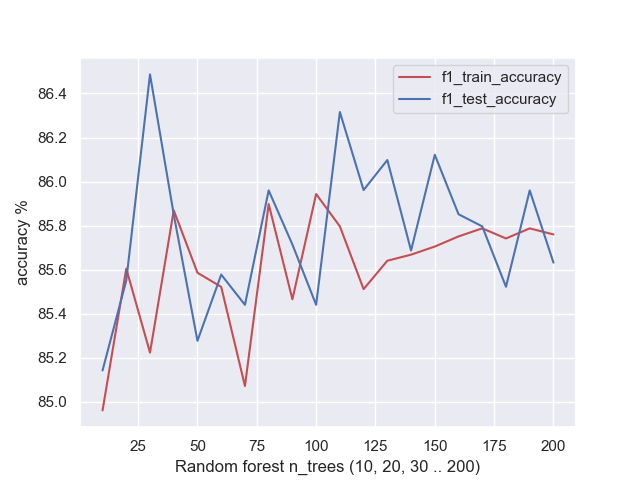 f1_train_accuracy
f1_test_accuracy
86.4
86.2
86.0
85.8
85.6
85.4
85.2
85.0
accuracy %
25 50 75 100 125 150 175 200
Random forest n_trees (10, 20, 30 .. 200)